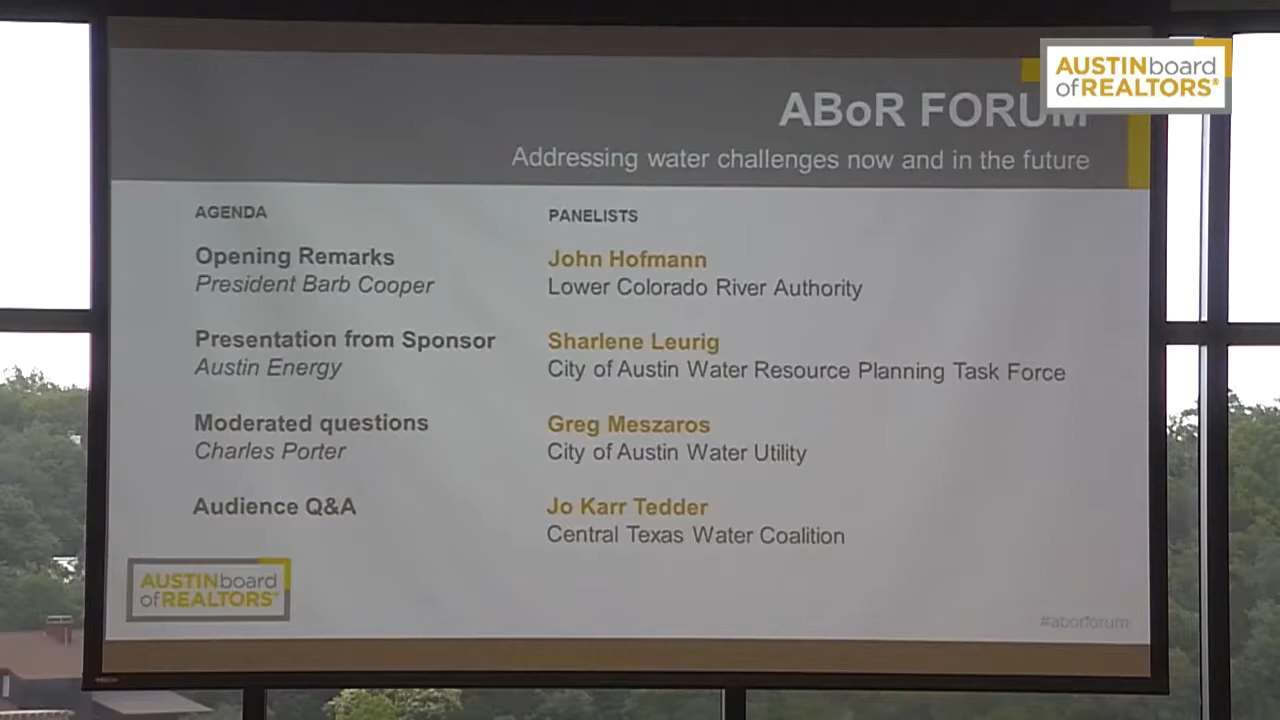 AUSTINboard
ofREALTORS®
ABoR FORUM
Addressing water challenges now and in the future
AGENDA
Opening Remarks
President Barb Cooper
Presentation from Sponsor
Austin Energy
Moderated questions
Charles Porter
Audience Q&A
PANELISTS
John Hofmann
Lower Colorado River Authority
Sharlene Leurig
City of Austin Water Resource Planning Task Force
Greg Meszaros
City of Austin Water Utility
Jo Karr Tedder
Central Texas Water Coalition
AUSTINboard
ofREALTORS®
#aborforum